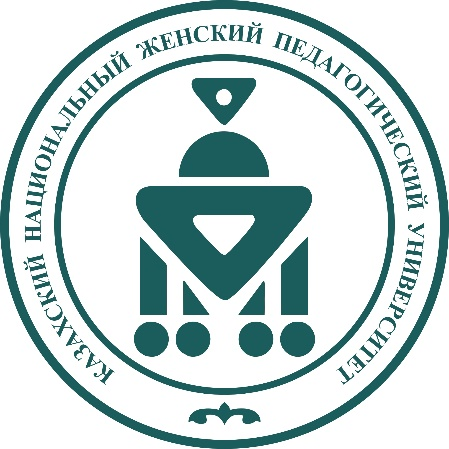 КАЗАХСКИЙ НАЦИОНАЛЬНЫЙ ЖЕНСКИЙ ПЕДАГОГИЧЕСКИЙ УНИВЕРСИТЕТ